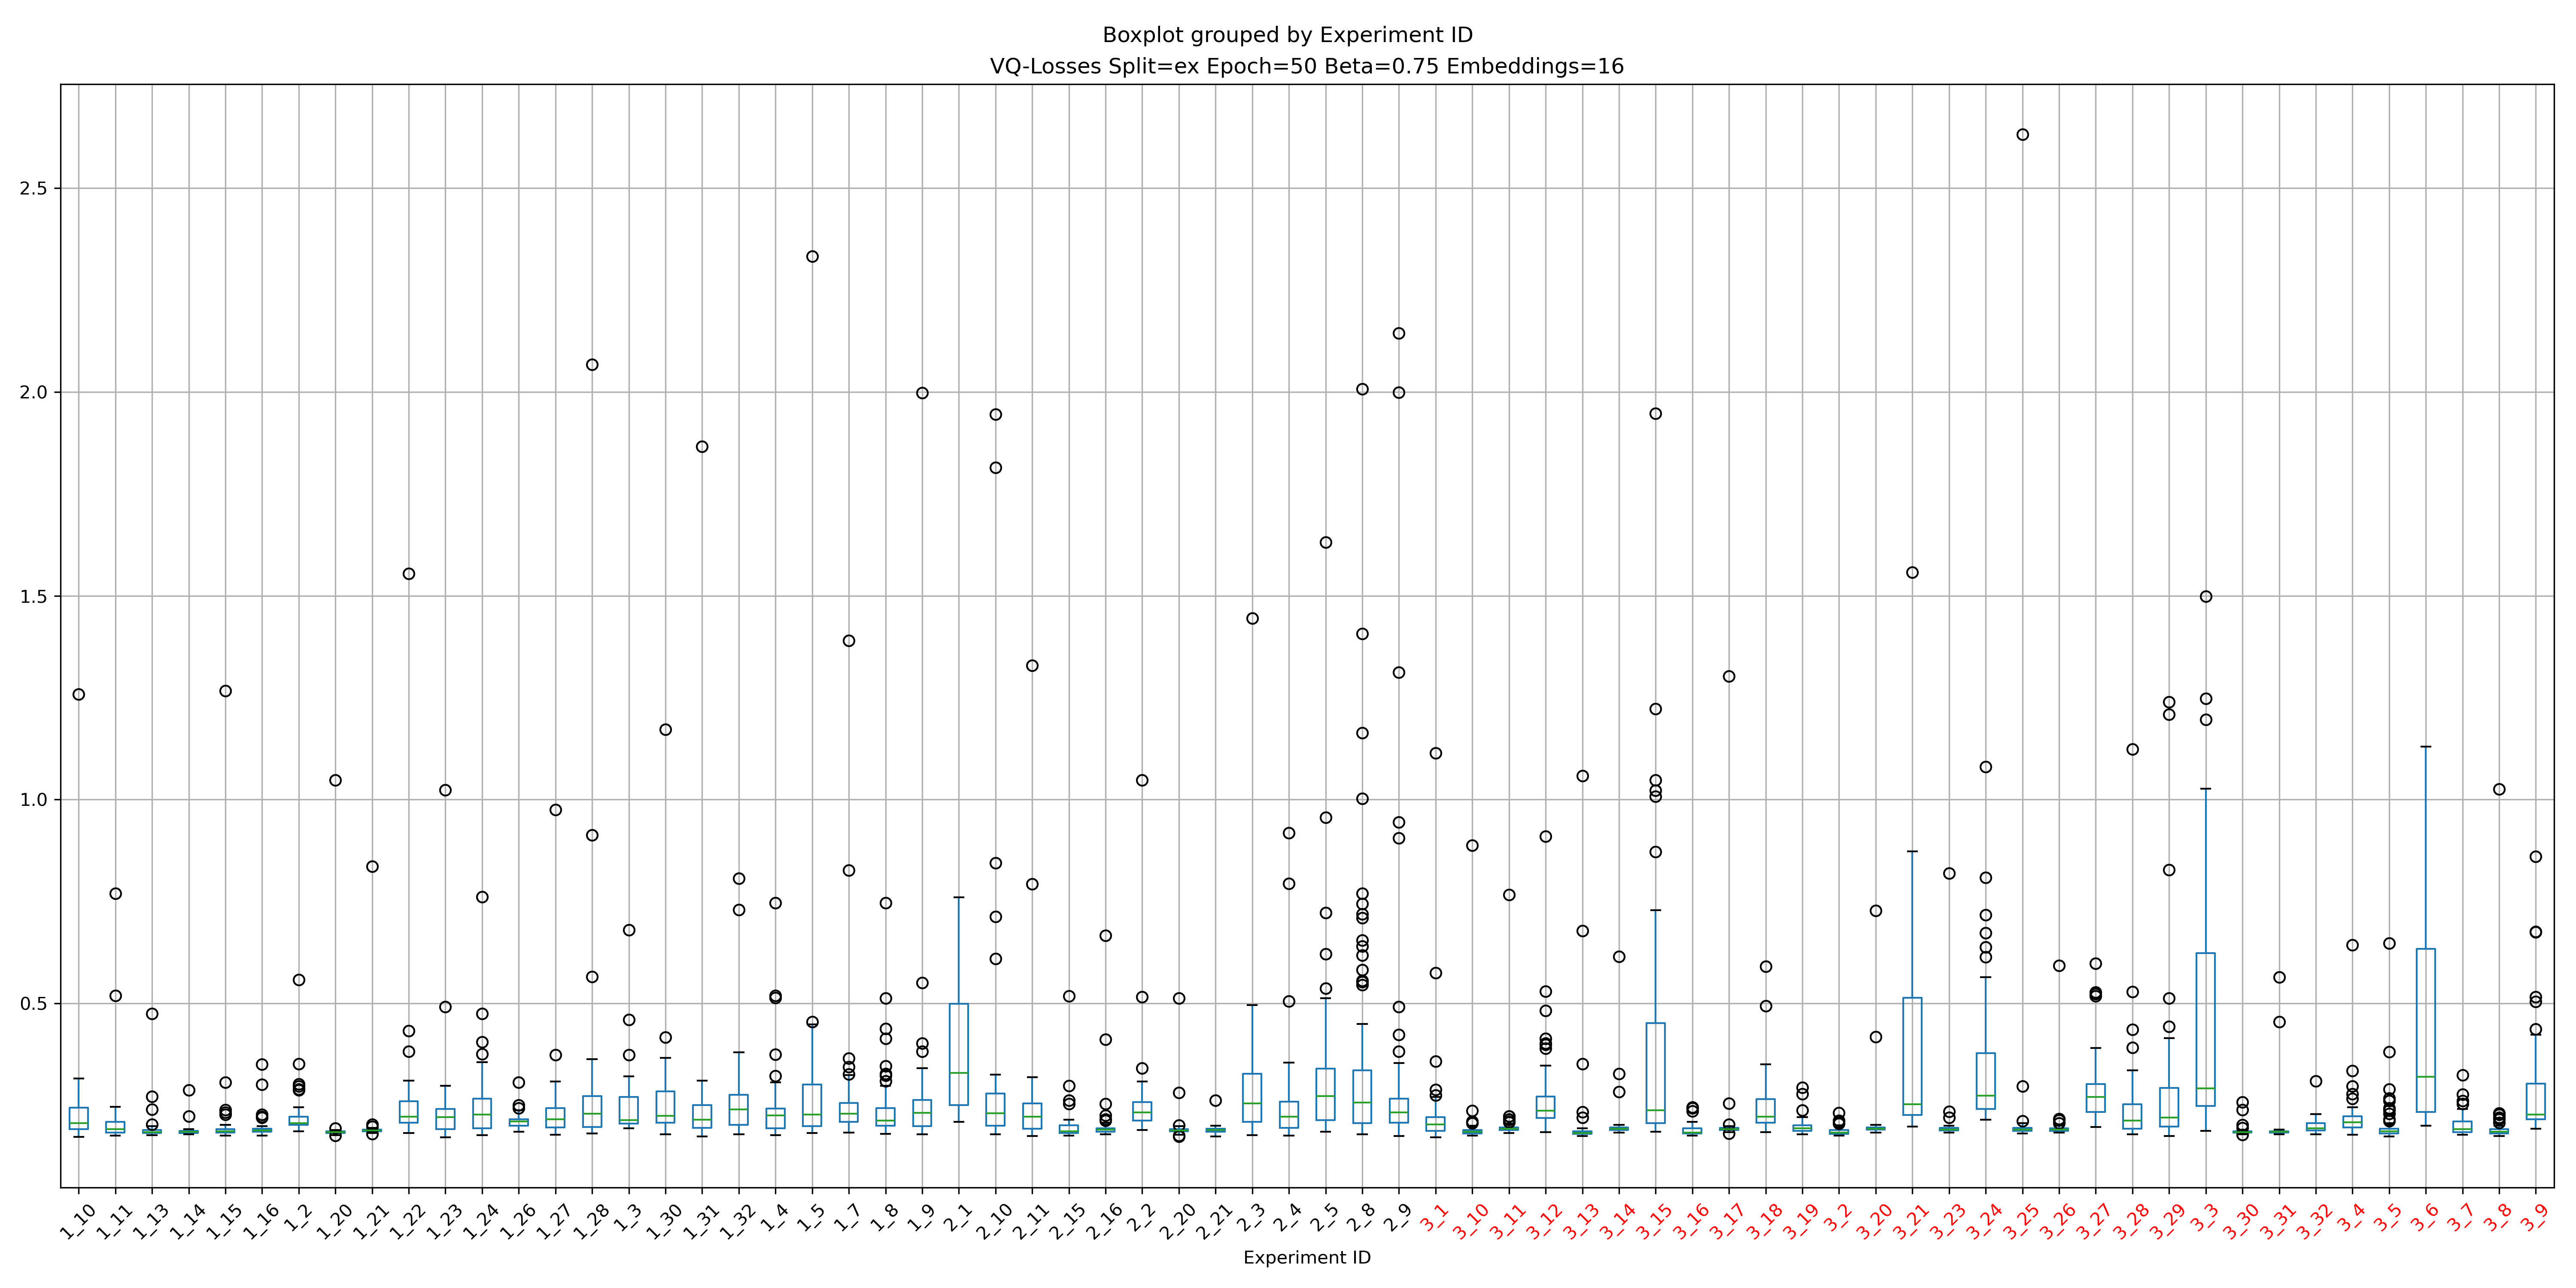 Boxplot grouped by Experiment ID
VQ-Losses Split=ex Epoch=50 Beta=0.75 Embeddings=16
2.5
2.0
1.5
1.0
0.5
1_10 1_11 1_13 1_14 1_15 1_16 1_2 1_20 1_21 1_22 1_23 1_24 1_26 1_27 1_28 1_3 1_30 1_31 1_32 1_4 1_5 1_7 1_8 1_9 2_1 2_10 2_11 2_15 2_16 2_2 2_20 2_21 2_3 2_4 2_5 2_8 2_9 3_1 3_10 3_11 3_12 3_13 3_14 3_15 3_16 3_17 3_18 3_19 3_2 3_20 3_21 3_23 3_24 3_25 3_26 3_27 3_28 3_29 3_3 3_30 3_31 3_32 3_4 3_5 3_6 3_7 3_8 3_9
Experiment ID